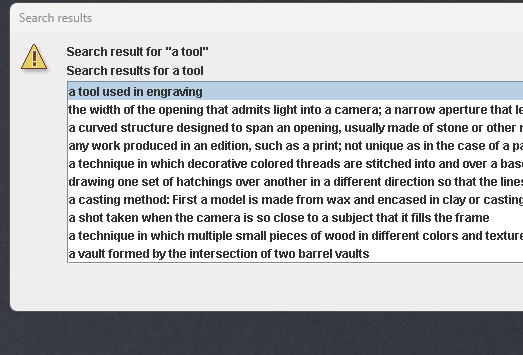 Search results
Search result for "a tool"
Search results for a tool
a tool used in engraving
the width of the opening that admits light into a camera; a narrow aperture that
a curved structure designed to span an opening, usually made of stone or other
any work produced in an edition, such as a print; not unique as in the case of a
a technique in which decorative colored threads are stitched into and over a
drawing one set of hatchings over another in a different direction so that the lines
a casting method: First a model is made from wax and encased in clay or casting
a shot taken when the camera is so close to a subject that it fills the frame
a technique in which multiple small pieces of wood in different colors and
a vault formed by the intersection of two barrel vaults